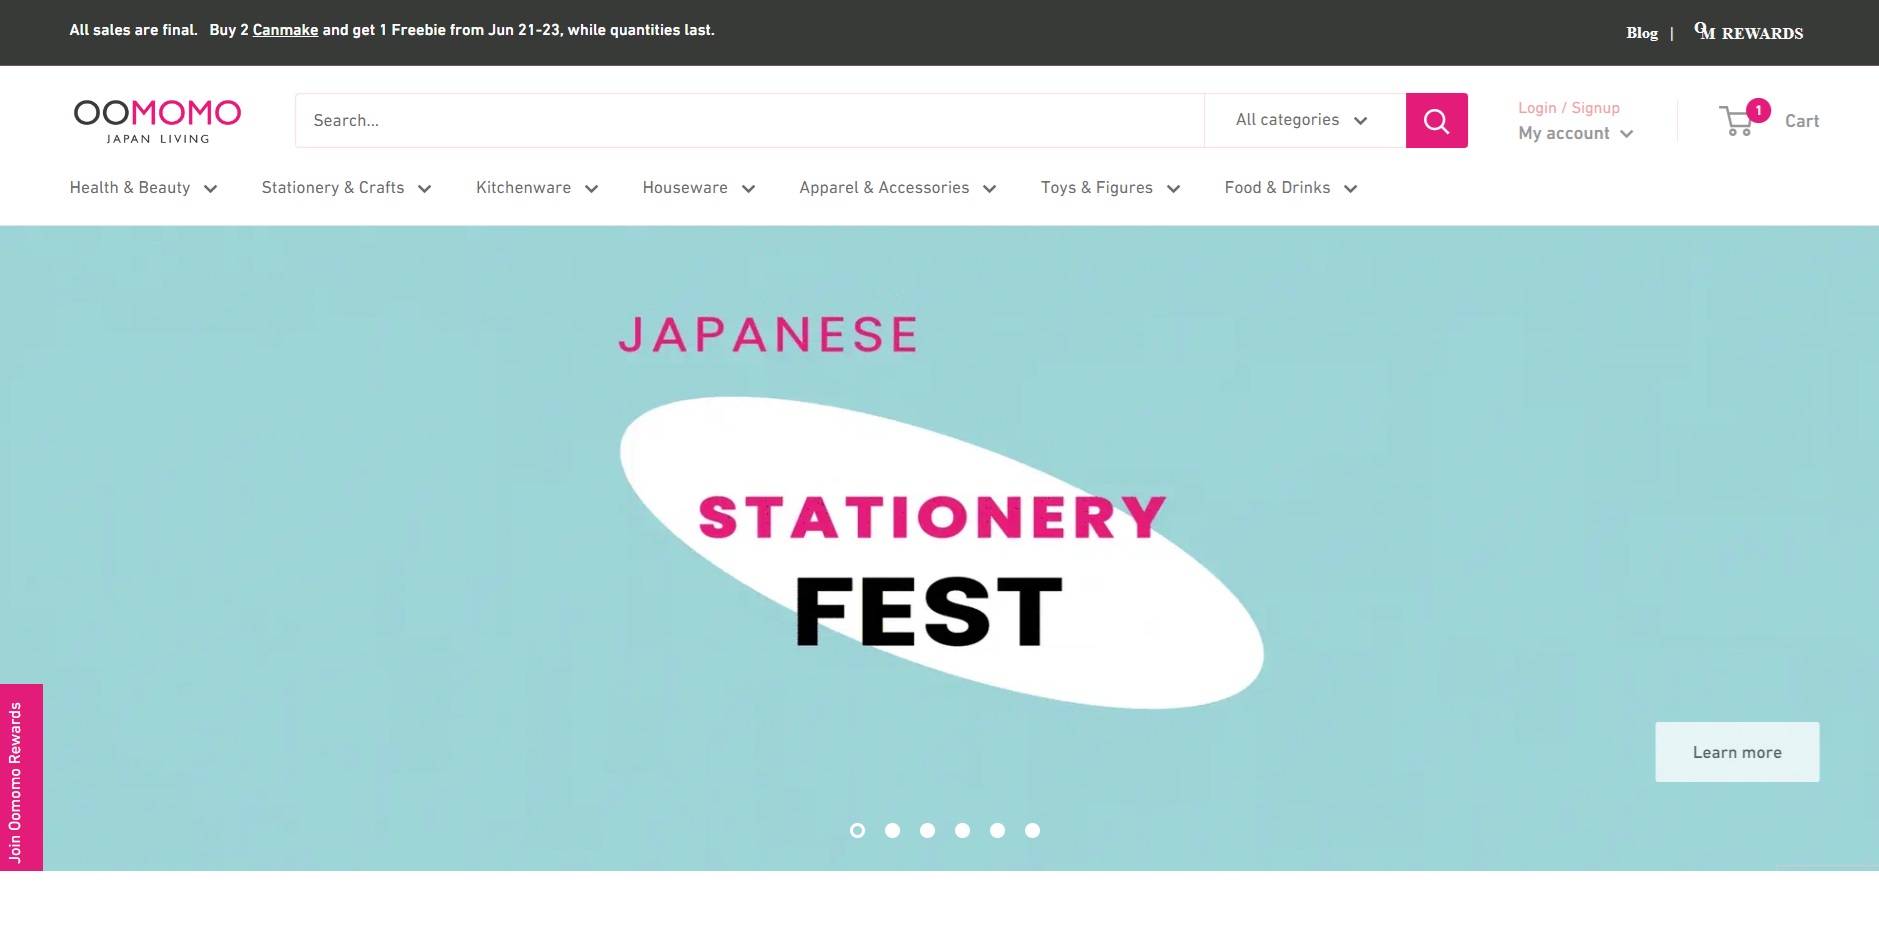 All sales are final. Buy 2 Canmake and get 1 Freebie from Jun 21-23, while quantities last.
Blog | OM REWARDS
OOMOMO
JAPAN LIVING
Search...
All categories
Login / Signup
My account
1
Cart
Health & Beauty
Stationery & Crafts
Kitchenware
Houseware
Apparel & Accessories
Toys & Figures
Food & Drinks
JAPANESE
STATIONERY
FEST
Learn more
Join Oomomo Rewards